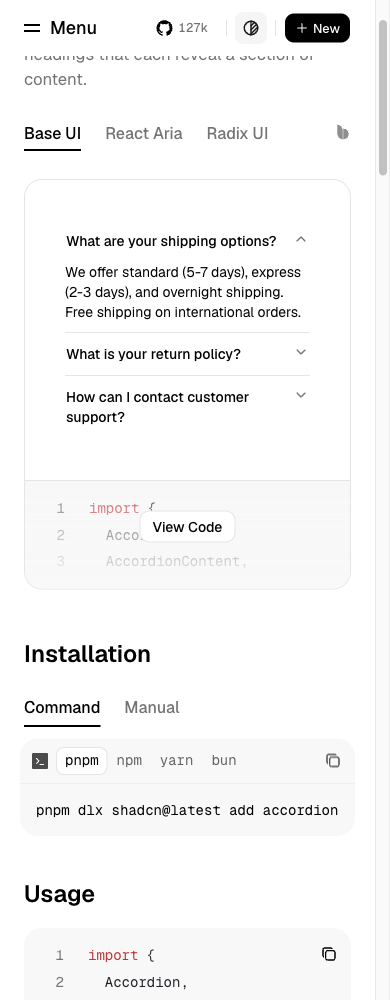 Menu
127k
New
headings that each reveal a section of
content.
Base UI
React Aria
Radix UI
What are your shipping options?
We offer standard (5-7 days), express
(2-3 days), and overnight shipping.
Free shipping on international orders.
What is your return policy?
How can I contact customer
support?
1 import {
2 Acco
View Code
3 AccordionContent,
Installation
Command
Manual
pnpm
npm
yarn
bun
pnpm dlx shadcn@latest add accordion
Usage
1 import {
2 Accordion,